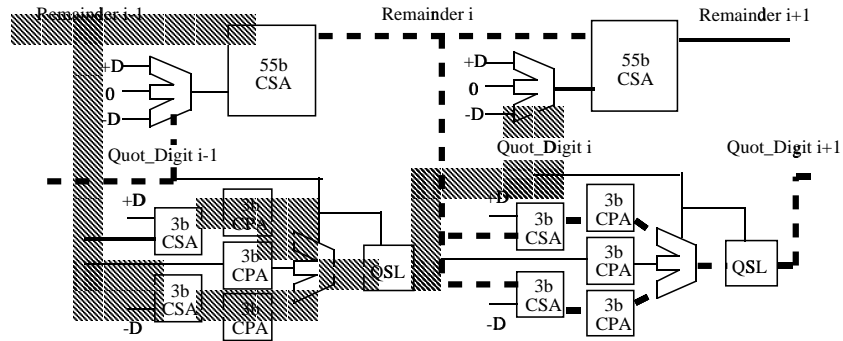 Remainder i-1
Remainder i
Remainder i+1
+D
0
-D
55b
CSA
+D
0
-D
55b
CSA
Quot_Digit i-1
Quot_Digit i
Quot_Digit i+1
+D
3b
CSA
3b
CPA
3b
CPA
QSL
3b
CSA
3b
CPA
-D
+D
3b
CSA
3b
CPA
3b
CPA
QSL
3b
CSA
3b
CPA
-D